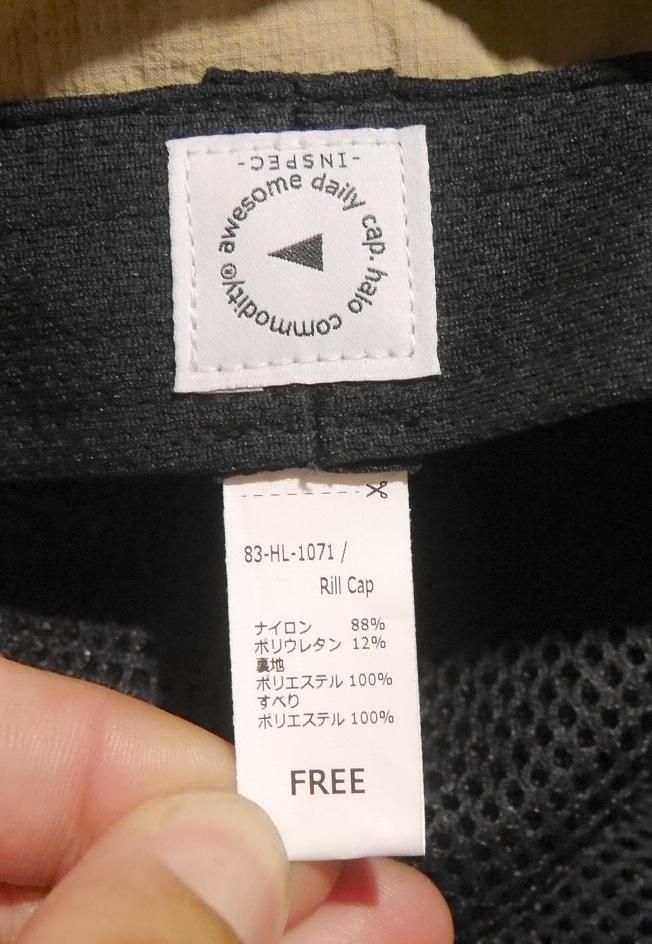 -INSPEC-
awesome daily cap. halo commodity®
83-HL-1071 /
Rill Cap
ナイロン 88%
ポリウレタン 12%
裏地
ポリエステル 100%
すべり
ポリエステル 100%
FREE